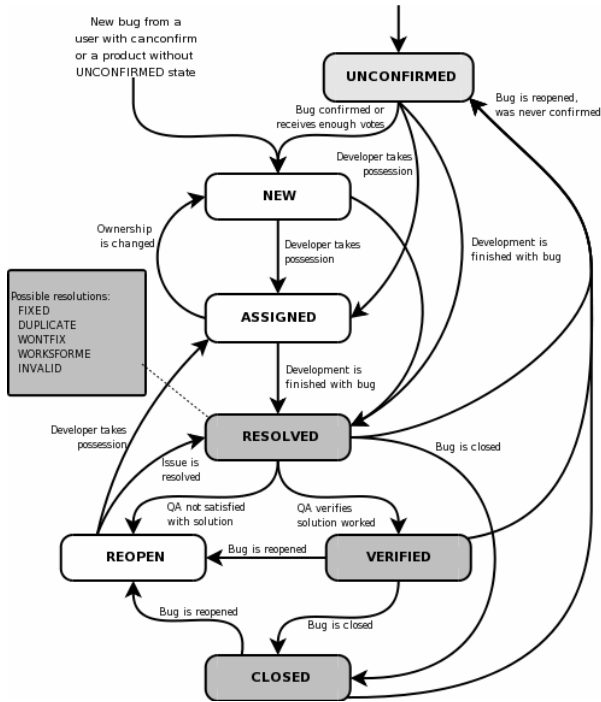 New bug from a
user with canconfirm
or a product without
UNCONFIRMED state
UNCONFIRMED
Bug is reopened,
was never confirmed
Bug confirmed or
receives enough votes
Developer takes
possession
NEW
Ownership
is changed
Developer takes
possession
Development is
finished with bug
Possible resolutions:
FIXED
DUPLICATE
WONTFIX
WORKSFORME
INVALID
ASSIGNED
Development is
finished with bug
Developer takes
possession
RESOLVED
Bug is closed
Issue is
resolved
QA not satisfied
with solution
QA verifies
solution worked
REOPEN
Bug is reopened
VERIFIED
Bug is reopened
Bug is closed
CLOSED